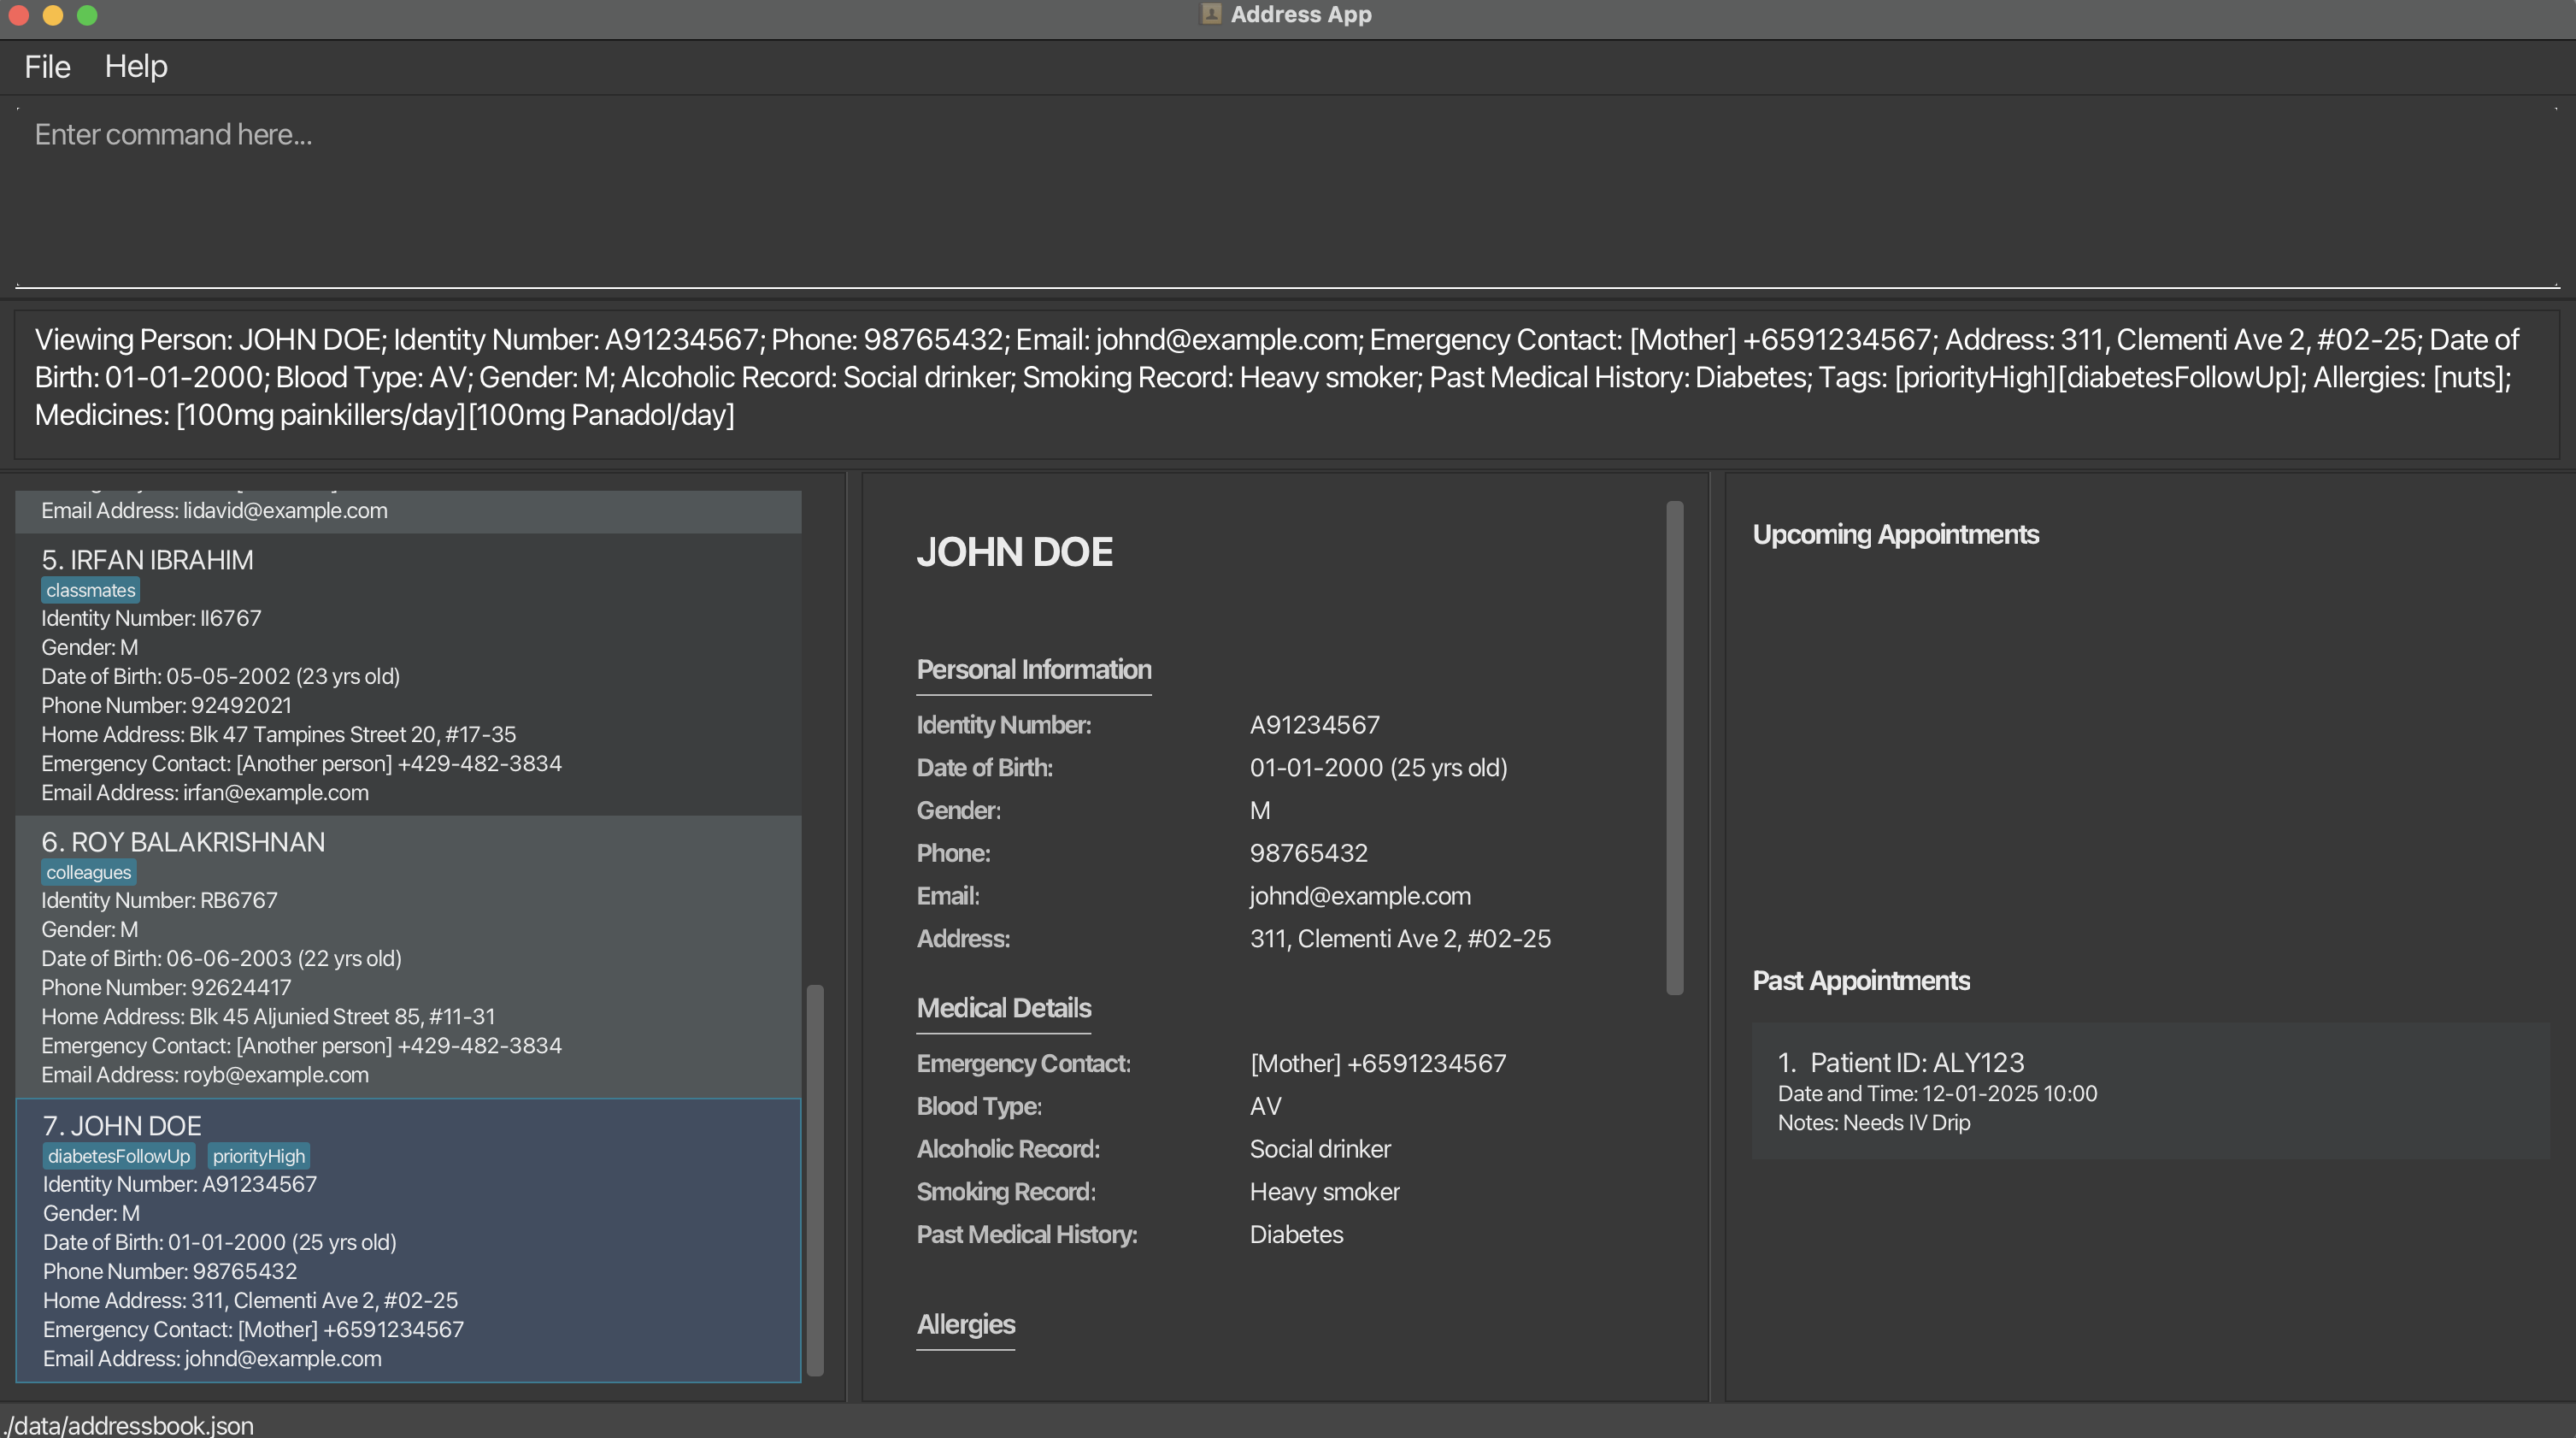 Address App
File Help
Enter command here...
Viewing Person: JOHN DOE; Identity Number: A91234567; Phone: 98765432; Email: johnd@example.com; Emergency Contact: [Mother] +6591234567; Address: 311, Clementi Ave 2, #02-25; Date of
Birth: 01-01-2000; Blood Type: AV; Gender: M; Alcoholic Record: Social drinker; Smoking Record: Heavy smoker; Past Medical History: Diabetes; Tags: [priorityHigh][diabetesFollowUp]; Allergies: [nuts];
Medicines: [100mg painkillers/day][100mg Panadol/day]
Email Address: lidavid@example.com
5. IRFAN IBRAHIM
classmates
Identity Number: II6767
Gender: M
Date of Birth: 05-05-2002 (23 yrs old)
Phone Number: 92492021
Home Address: Blk 47 Tampines Street 20, #17-35
Emergency Contact: [Another person] +429-482-3834
Email Address: irfan@example.com
6. ROY BALAKRISHNAN
colleagues
Identity Number: RB6767
Gender: M
Date of Birth: 06-06-2003 (22 yrs old)
Phone Number: 92624417
Home Address: Blk 45 Aljunied Street 85, #11-31
Emergency Contact: [Another person] +429-482-3834
Email Address: royb@example.com
7. JOHN DOE
diabetesFollowUp priorityHigh
Identity Number: A91234567
Gender: M
Date of Birth: 01-01-2000 (25 yrs old)
Phone Number: 98765432
Home Address: 311, Clementi Ave 2, #02-25
Emergency Contact: [Mother] +6591234567
Email Address: johnd@example.com
JOHN DOE
Personal Information
Identity Number: A91234567
Date of Birth: 01-01-2000 (25 yrs old)
Gender: M
Phone: 98765432
Email: johnd@example.com
Address: 311, Clementi Ave 2, #02-25
Medical Details
Emergency Contact: [Mother] +6591234567
Blood Type: AV
Alcoholic Record: Social drinker
Smoking Record: Heavy smoker
Past Medical History: Diabetes
Allergies
Upcoming Appointments
Past Appointments
1. Patient ID: ALY123
Date and Time: 12-01-2025 10:00
Notes: Needs IV Drip
./data/addressbook.json